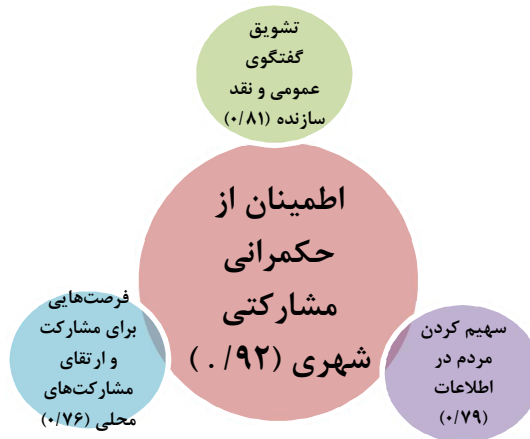 تشویق
گفتگوی
عمومی و نقد
سازنده (۰/۸۱)
اطمینان از
حکمرانی
مشارکتی
شهری (۰/۹۲)
سهیم کردن
مردم در
اطلاعات
(۰/۷۹)
فرصت‌هایی
برای مشارکت
و ارتقای
مشارکت‌های
محلی (۰/۷۶)